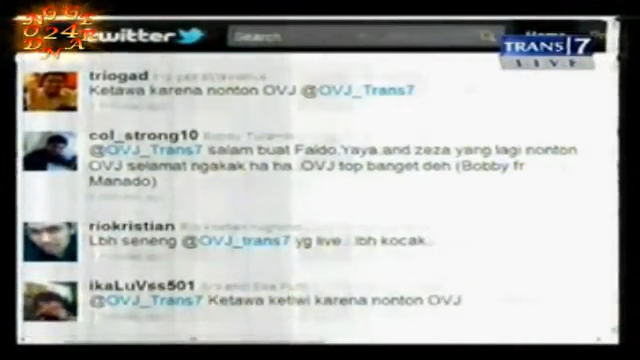 twitter
Search
TRANS 7
LIVE
triogad
Ketawa karena nonton OVJ @OVJ_Trans7
col_strong10
@OVJ_Trans7 salam buat Faldo,Yaya,and zeza yang lagi nonton
OVJ selamat ngakak ha ha..OVJ top banget deh (Bobby fr
Manado)
riokristian
Lbh seneng @OVJ_trans7 yg live...lbh kocak..
ikaLuVss501
@OVJ_Trans7 Ketawa ketiwi karena nonton OVJ